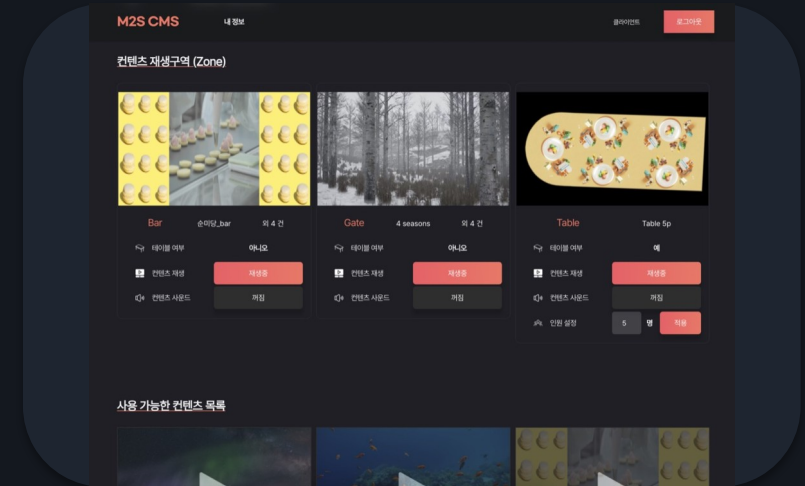 M2S CMS 내 정보 클라이언트 로그아웃
컨텐츠 재생구역 (Zone)
Bar 순미당_bar 외 4 건
테이블 여부 아니오
컨텐츠 재생 재생중
컨텐츠 사운드 꺼짐
Gate 4 seasons 외 4 건
테이블 여부 아니오
컨텐츠 재생 재생중
컨텐츠 사운드 꺼짐
Table Table 5p
테이블 여부 예
컨텐츠 재생 재생중
컨텐츠 사운드 꺼짐
인원 설정 5 명 적용
사용 가능한 컨텐츠 목록